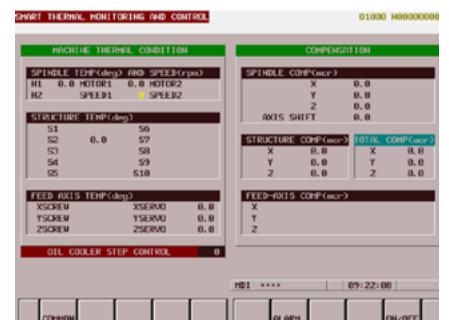 SMART THERMAL MONITORING AND CONTROL 01000 N00000000
MACHINE THERMAL CONDITION
SPINDLE TEMP(deg) AND SPEED(rpm)
H1 0.0 MOTOR1 0.0 MOTOR2
H2 SPEED1 0 SPEED2
STRUCTURE TEMP(deg)
S1 S6
S2 0.0 S7
S3 S8
S4 S9
S5 S10
FEED AXIS TEMP(deg)
XSCREW XSERVO 0.0
YSCREW YSERVO 0.0
ZSCREW ZSERVO 0.0
OIL COOLER STEP CONTROL 0
COMPENSATION
SPINDLE COMP(mcr)
X 0.0
Y 0.0
Z 0.0
AXIS SHIFT 0.0
STRUCTURE COMP(mcr) TOTAL COMP(mcr)
X 0.0 X 0.0
Y 0.0 Y 0.0
Z 0.0 Z 0.0
FEED-AXIS COMP(mcr)
X
Y
Z
MDI **** 09:22:08
COMMON ALARM ON/OFF